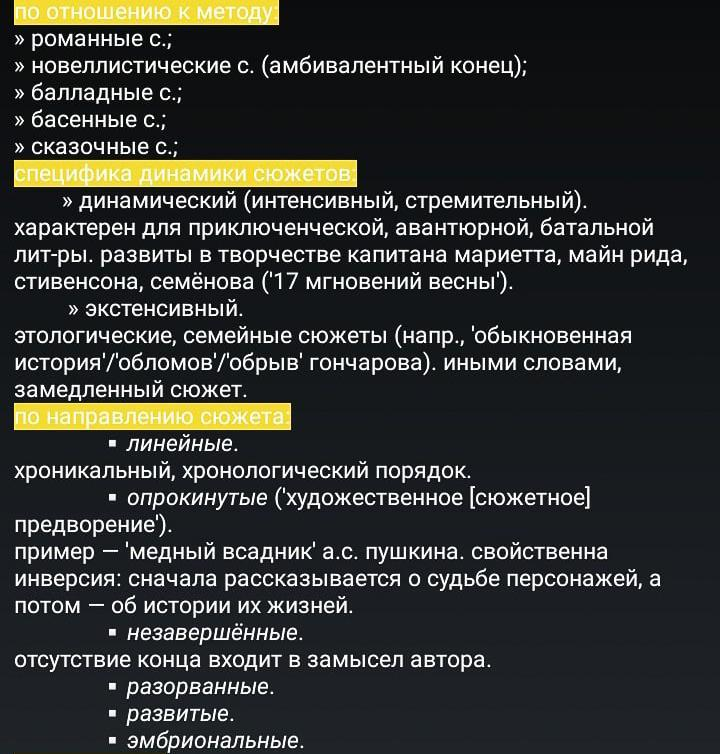 по отношению к методу:
» романные с.;
» новеллистические с. (амбивалентный конец);
» балладные с.;
» басенные с.;
» сказочные с.;
специфика динамики сюжетов:
» динамический (интенсивный, стремительный).
характерен для приключенческой, авантюрной, батальной
лит-ры. развиты в творчестве капитана мариетта, майн рида,
стивенсона, семёнова ('17 мгновений весны').
» экстенсивный.
этологические, семейные сюжеты (напр., 'обыкновенная
история'/'обломов'/'обрыв' гончарова). иными словами,
замедленный сюжет.
по направлению сюжета:
▪ линейные.
хроникальный, хронологический порядок.
▪ опрокинутые ('художественное [сюжетное]
предворение').
пример — 'медный всадник' а.с. пушкина. свойственна
инверсия: сначала рассказывается о судьбе персонажей, а
потом — об истории их жизней.
▪ незавершённые.
отсутствие конца входит в замысел автора.
▪ разорванные.
▪ развитые.
▪ эмбриональные.